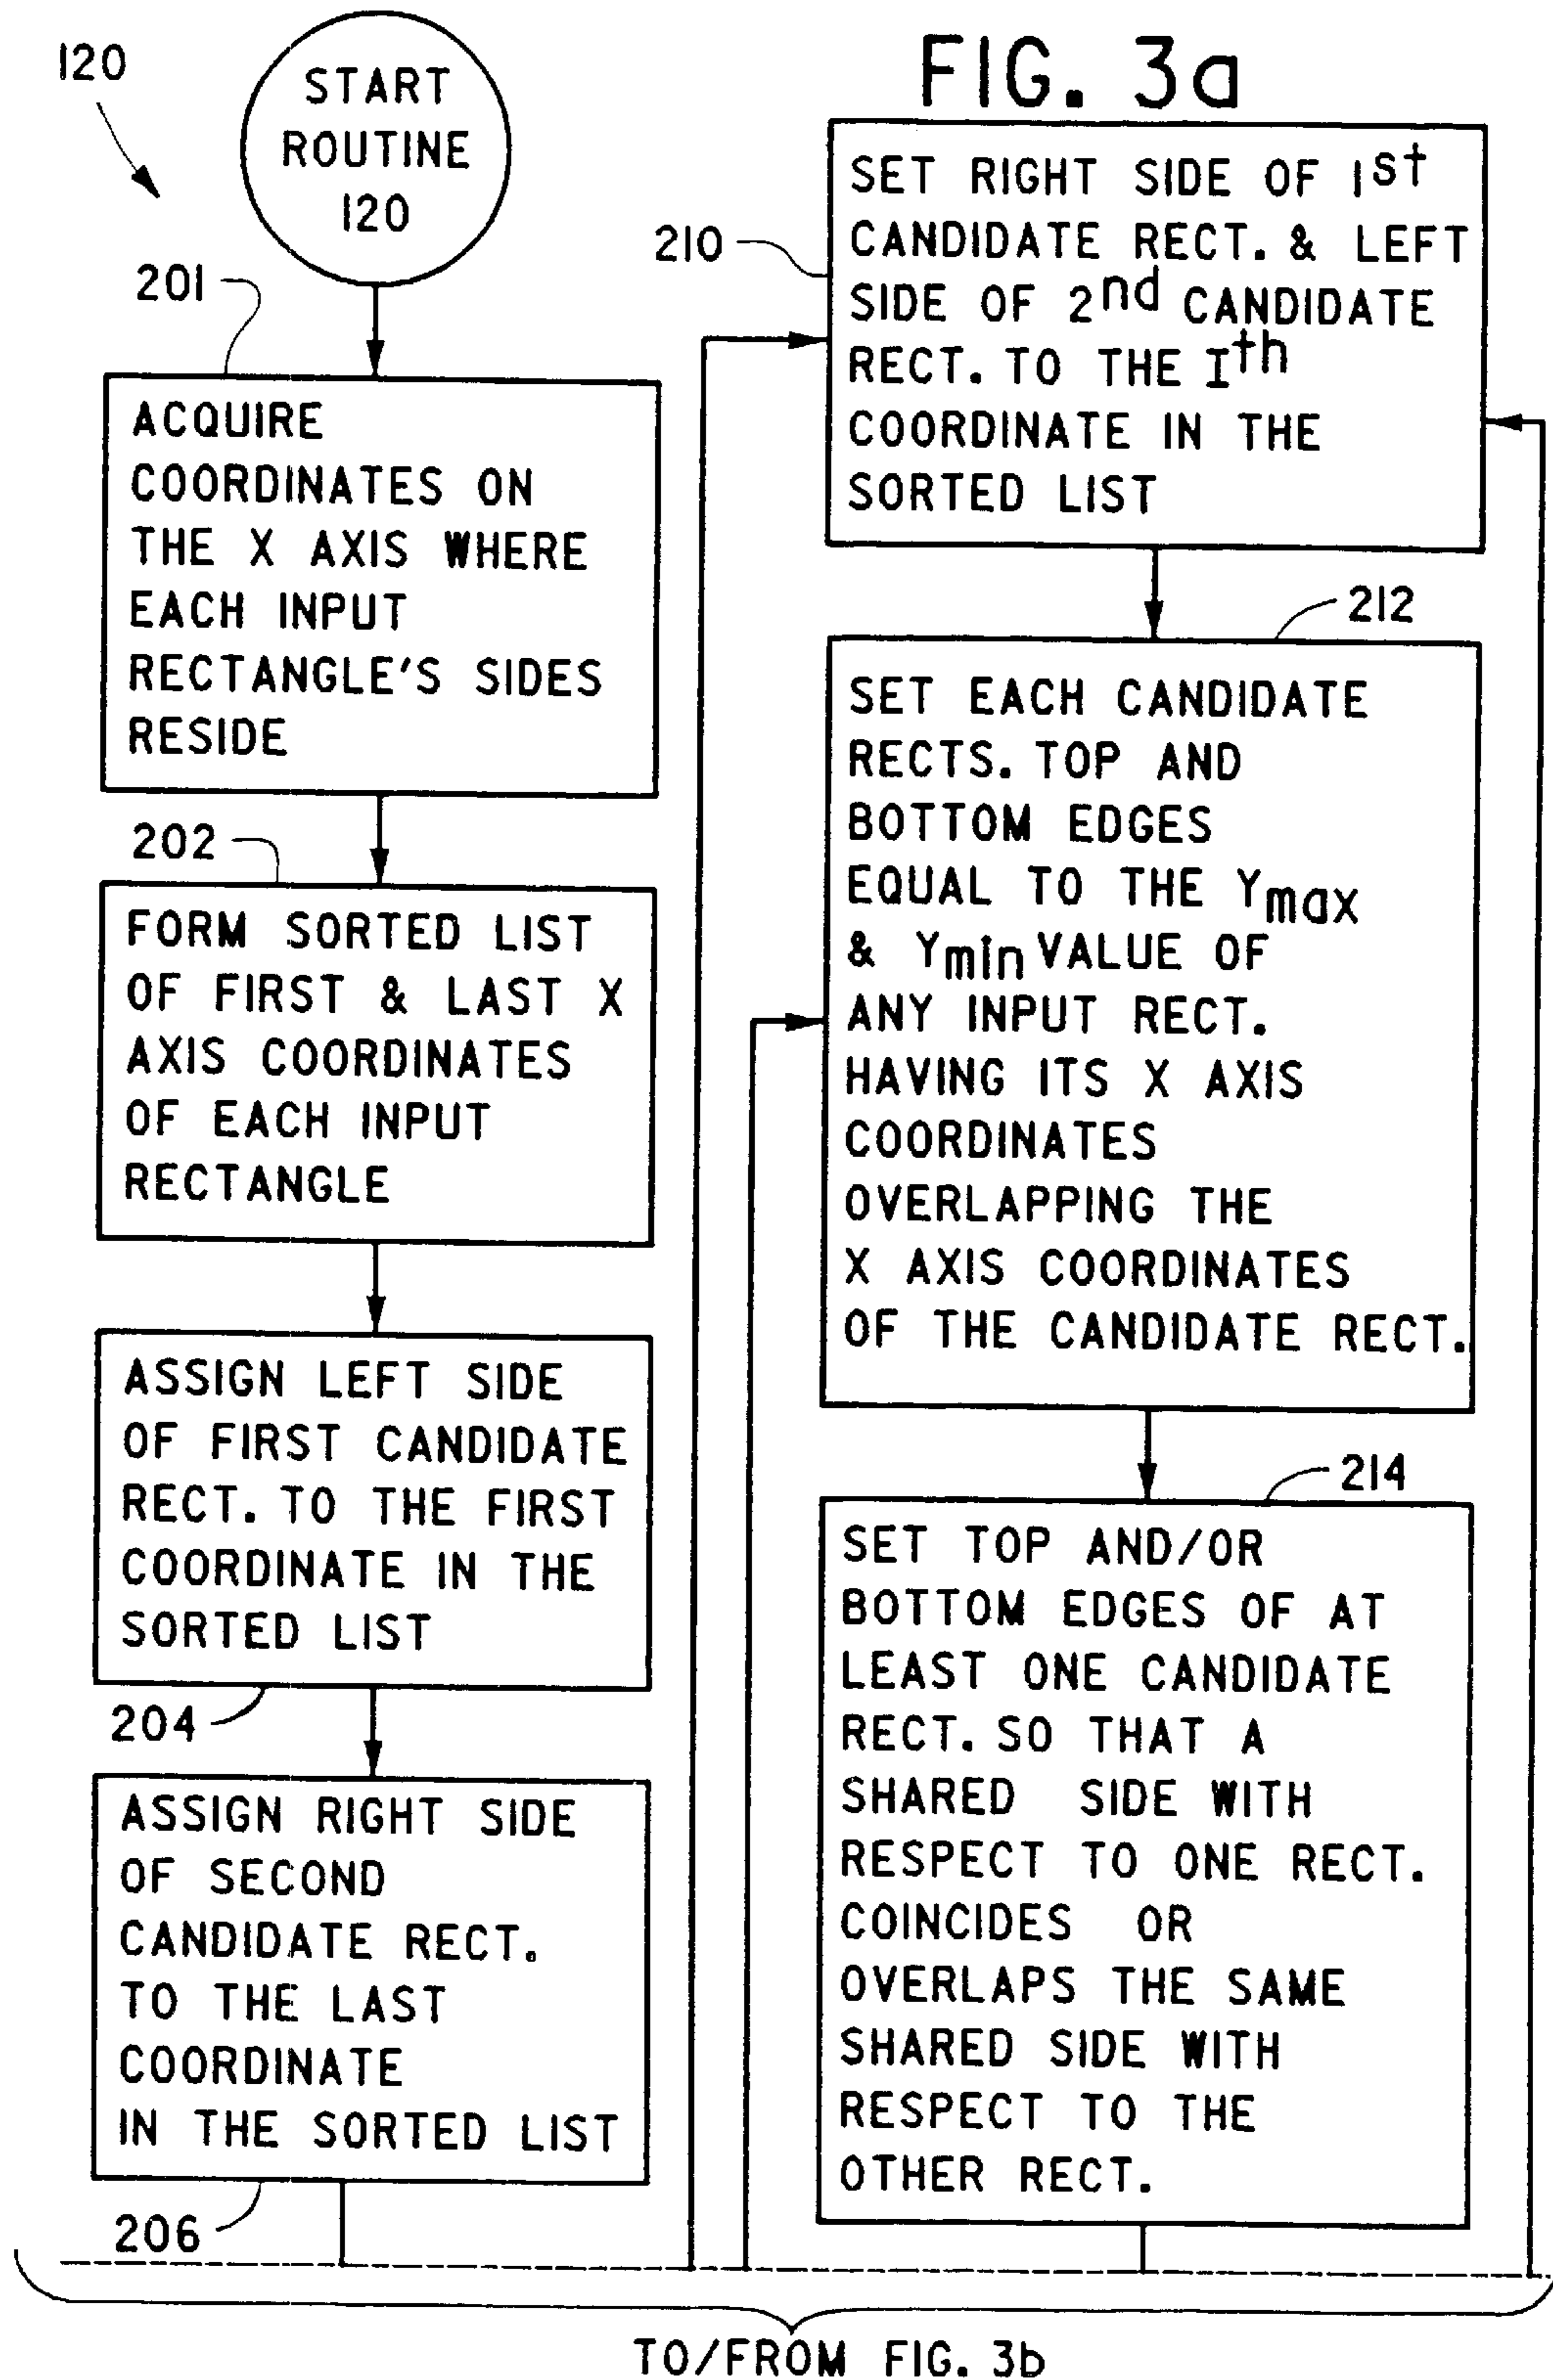 FIG. 3a
120
START
ROUTINE
120
201
ACQUIRE
COORDINATES ON
THE X AXIS WHERE
EACH INPUT
RECTANGLE'S SIDES
RESIDE
202
FORM SORTED LIST
OF FIRST & LAST X
AXIS COORDINATES
OF EACH INPUT
RECTANGLE
ASSIGN LEFT SIDE
OF FIRST CANDIDATE
RECT. TO THE FIRST
COORDINATE IN THE
SORTED LIST
204
ASSIGN RIGHT SIDE
OF SECOND
CANDIDATE RECT.
TO THE LAST
COORDINATE
IN THE SORTED LIST
206
210
SET RIGHT SIDE OF 1st
CANDIDATE RECT. & LEFT
SIDE OF 2nd CANDIDATE
RECT. TO THE Ith
COORDINATE IN THE
SORTED LIST
212
SET EACH CANDIDATE
RECTS. TOP AND
BOTTOM EDGES
EQUAL TO THE Ymax
& Ymin VALUE OF
ANY INPUT RECT.
HAVING ITS X AXIS
COORDINATES
OVERLAPPING THE
X AXIS COORDINATES
OF THE CANDIDATE RECT.
214
SET TOP AND/OR
BOTTOM EDGES OF AT
LEAST ONE CANDIDATE
RECT. SO THAT A
SHARED SIDE WITH
RESPECT TO ONE RECT.
COINCIDES OR
OVERLAPS THE SAME
SHARED SIDE WITH
RESPECT TO THE
OTHER RECT.
TO/FROM FIG. 3b